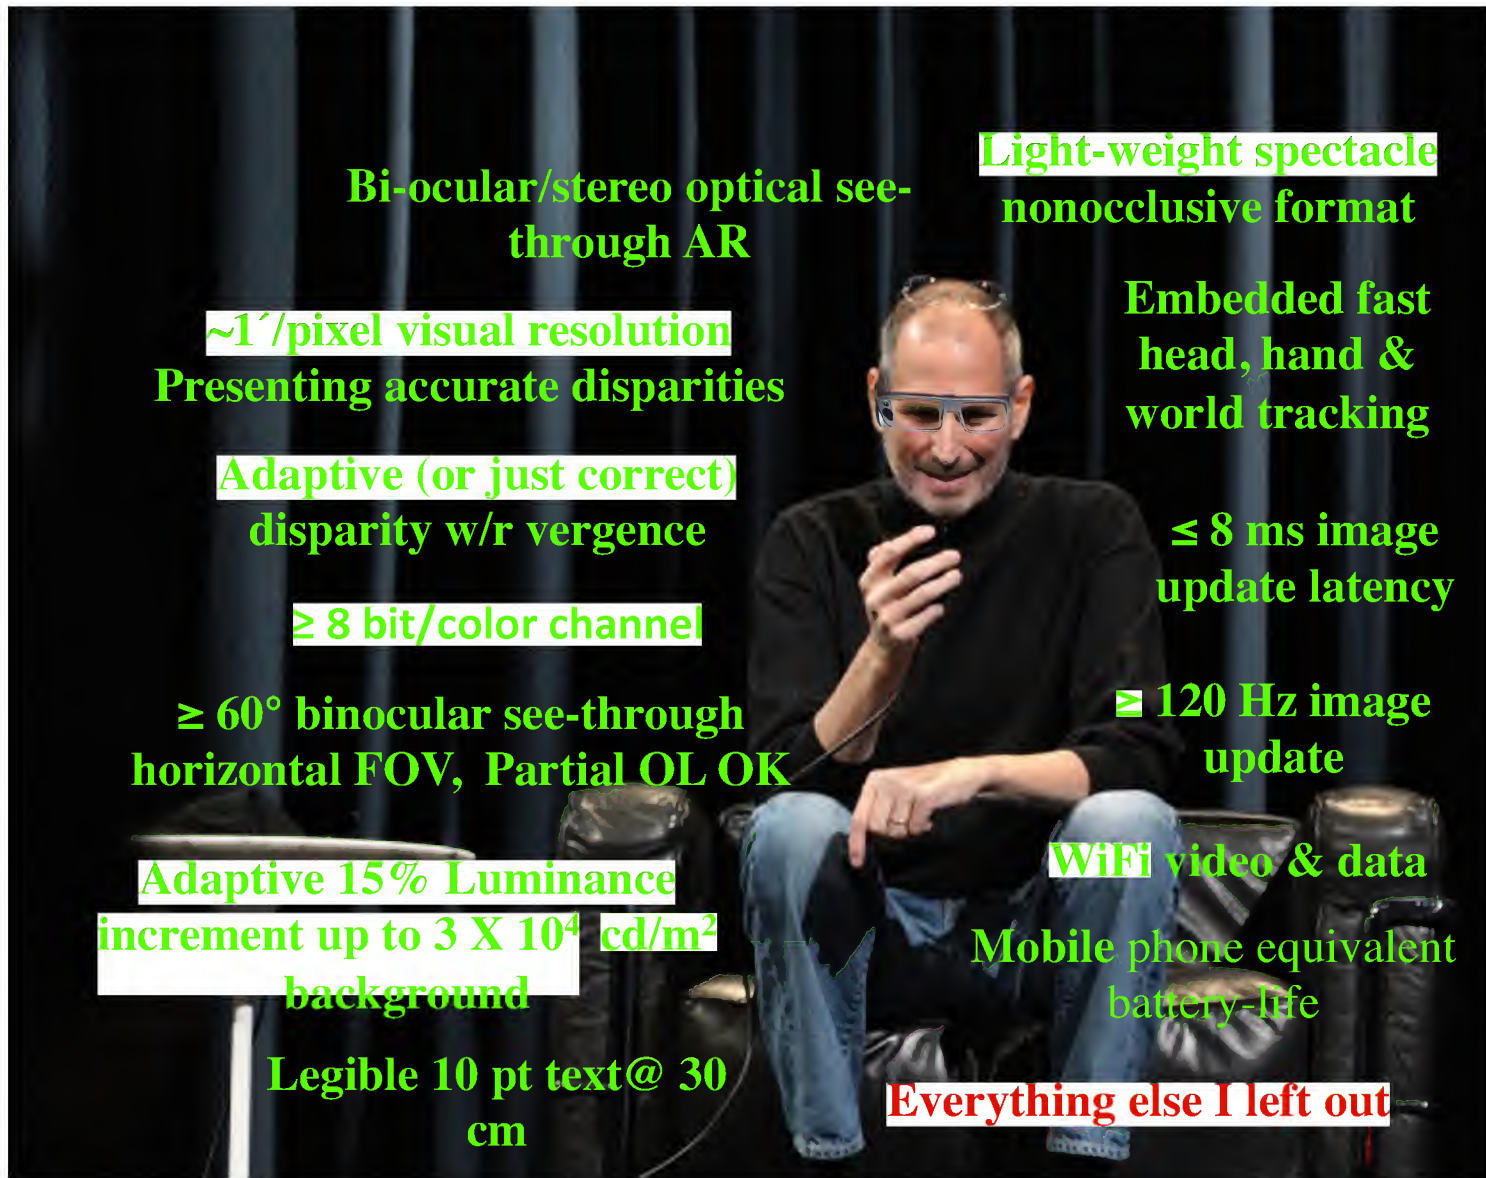 Bi-ocular/stereo optical see-
through AR
~1´/pixel visual resolution
Presenting accurate disparities
Adaptive (or just correct)
disparity w/r vergence
≥ 8 bit/color channel
≥ 60° binocular see-through
horizontal FOV, Partial OL OK
Adaptive 15% Luminance
increment up to 3 X 10⁴ cd/m²
background
Legible 10 pt text@ 30
cm
Light-weight spectacle
nonocclusive format
Embedded fast
head, hand &
world tracking
≤ 8 ms image
update latency
≥ 120 Hz image
update
WiFi video & data
Mobile phone equivalent
battery-life
Everything else I left out